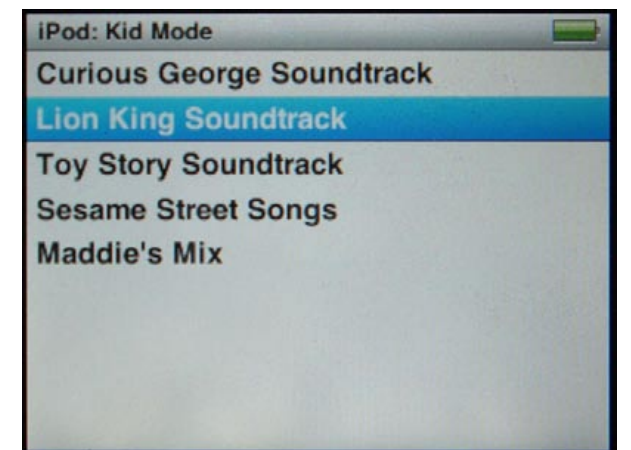 iPod: Kid Mode
Curious George Soundtrack
Lion King Soundtrack
Toy Story Soundtrack
Sesame Street Songs
Maddie's Mix